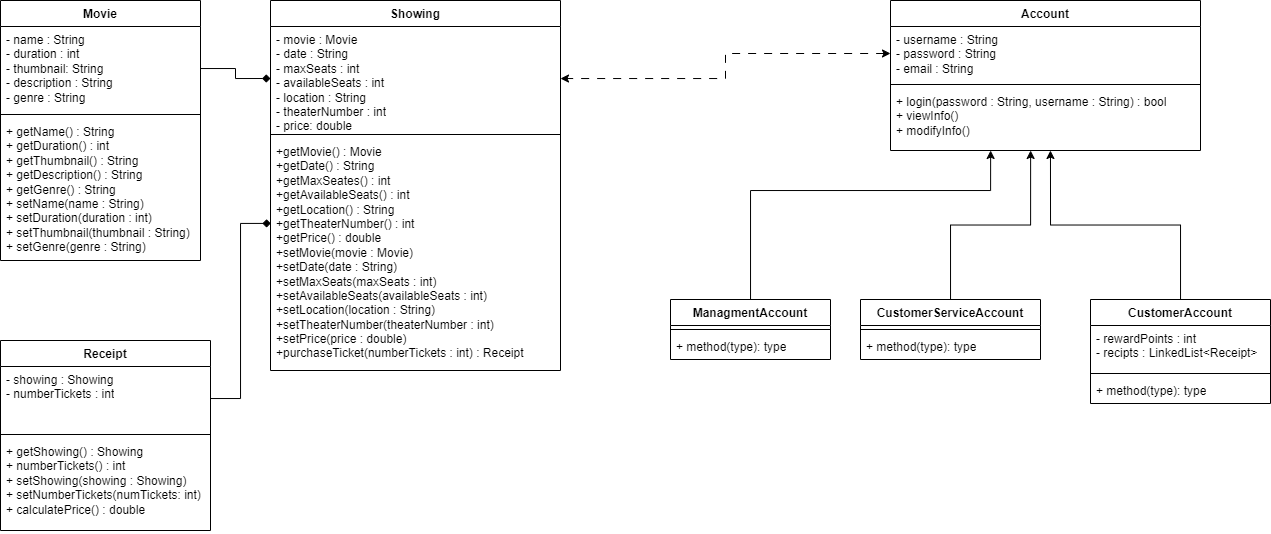 Movie
- name : String
- duration : int
- thumbnail: String
- description : String
- genre : String
+ getName() : String
+ getDuration() : int
+ getThumbnail() : String
+ getDescription() : String
+ getGenre() : String
+ setName(name : String)
+ setDuration(duration : int)
+ setThumbnail(thumbnail : String)
+ setGenre(genre : String)
Showing
- movie : Movie
- date : String
- maxSeats : int
- availableSeats : int
- location : String
- theaterNumber : int
- price: double
+getMovie() : Movie
+getDate() : String
+getMaxSeates() : int
+getAvailableSeats() : int
+getLocation() : String
+getTheaterNumber() : int
+getPrice() : double
+setMovie(movie : Movie)
+setDate(date : String)
+setMaxSeats(maxSeats : int)
+setAvailableSeats(availableSeats : int)
+setLocation(location : String)
+setTheaterNumber(theaterNumber : int)
+setPrice(price : double)
+purchaseTicket(numberTickets : int) : Receipt
Account
- username : String
- password : String
- email : String
+ login(password : String, username : String) : bool
+ viewInfo()
+ modifyInfo()
ManagmentAccount
+ method(type): type
CustomerServiceAccount
+ method(type): type
CustomerAccount
- rewardPoints : int
- recipts : LinkedList<Receipt>
+ method(type): type
Receipt
- showing : Showing
- numberTickets : int
+ getShowing() : Showing
+ numberTickets() : int
+ setShowing(showing : Showing)
+ setNumberTickets(numTickets: int)
+ calculatePrice() : double